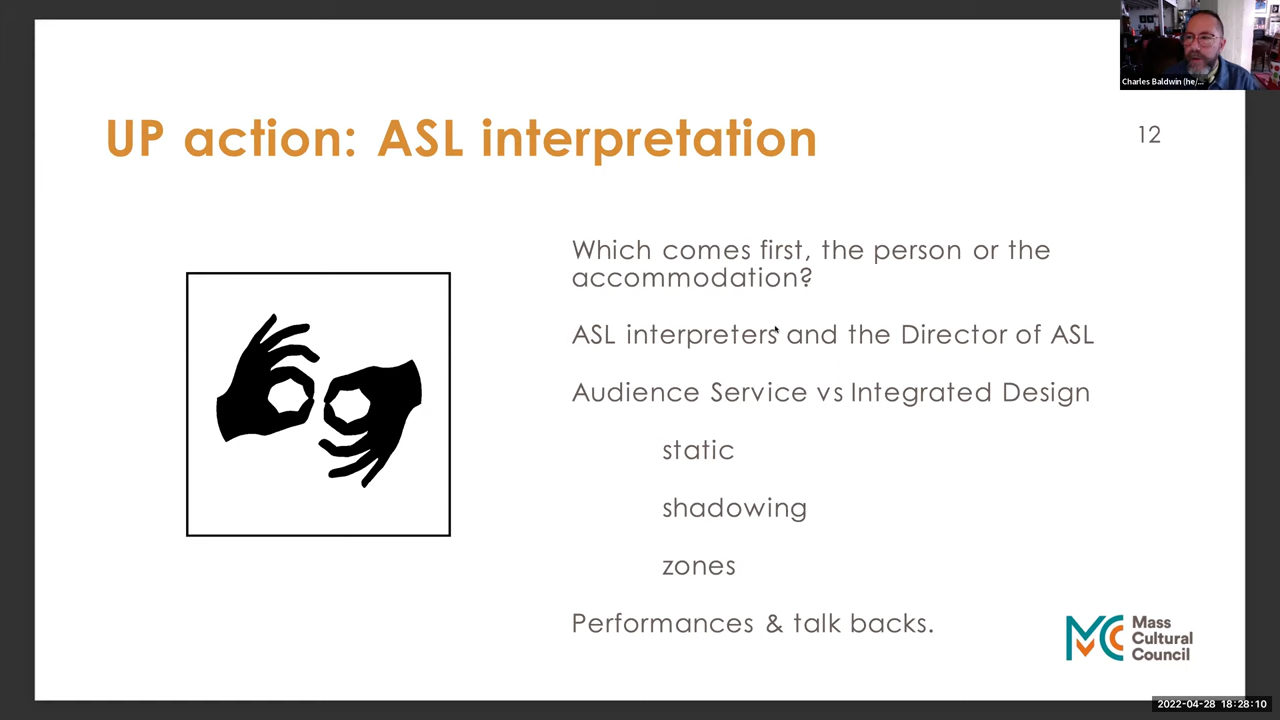 Charles Baldwin (he/...
UP action: ASL interpretation
12
Which comes first, the person or the
accommodation?
ASL interpreters and the Director of ASL
Audience Service vs Integrated Design
static
shadowing
zones
Performances & talk backs.
Mass
Cultural
Council
2022-04-28 18:28:10